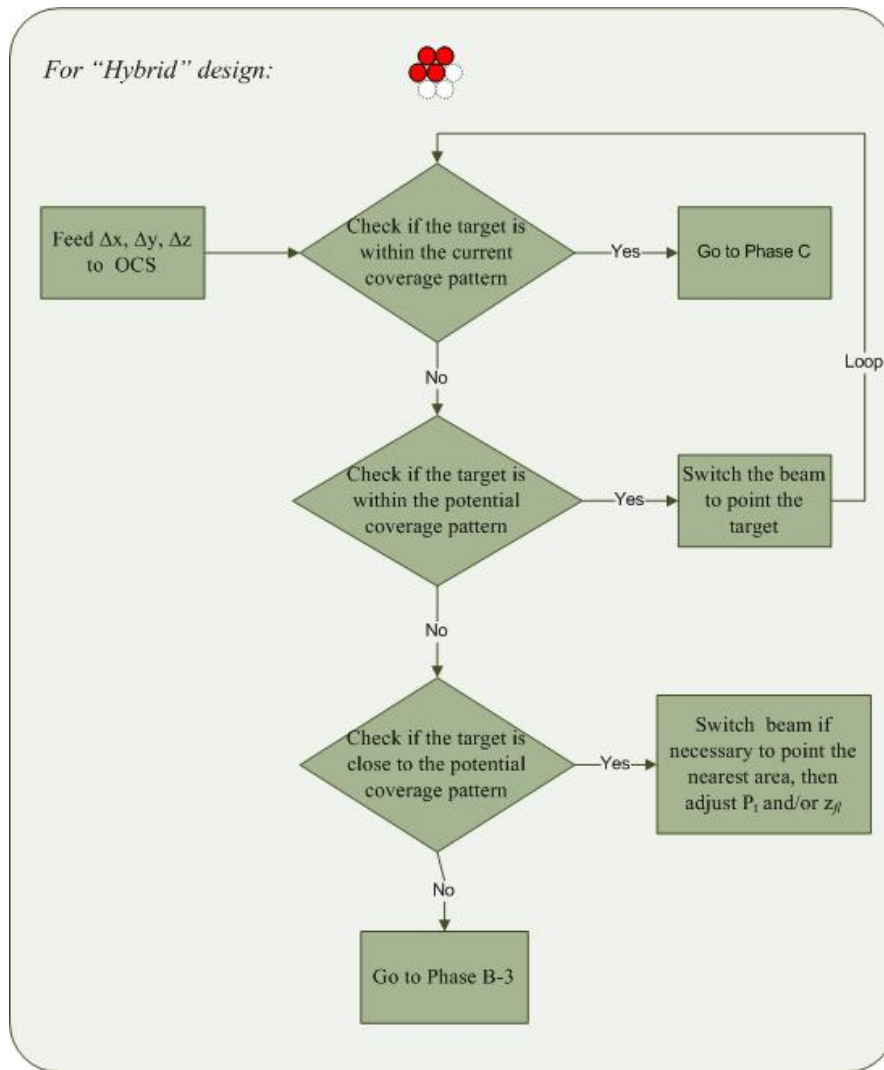 For “Hybrid” design:
Feed Δx, Δy, Δz
to OCS
Check if the target is
within the current
coverage pattern
Yes
Go to Phase C
No
Loop
Check if the target is
within the potential
coverage pattern
Yes
Switch the beam
to point the
target
No
Check if the target is
close to the potential
coverage pattern
Yes
Switch beam if
necessary to point the
nearest area, then
adjust Pt and/or zfl
No
Go to Phase B-3